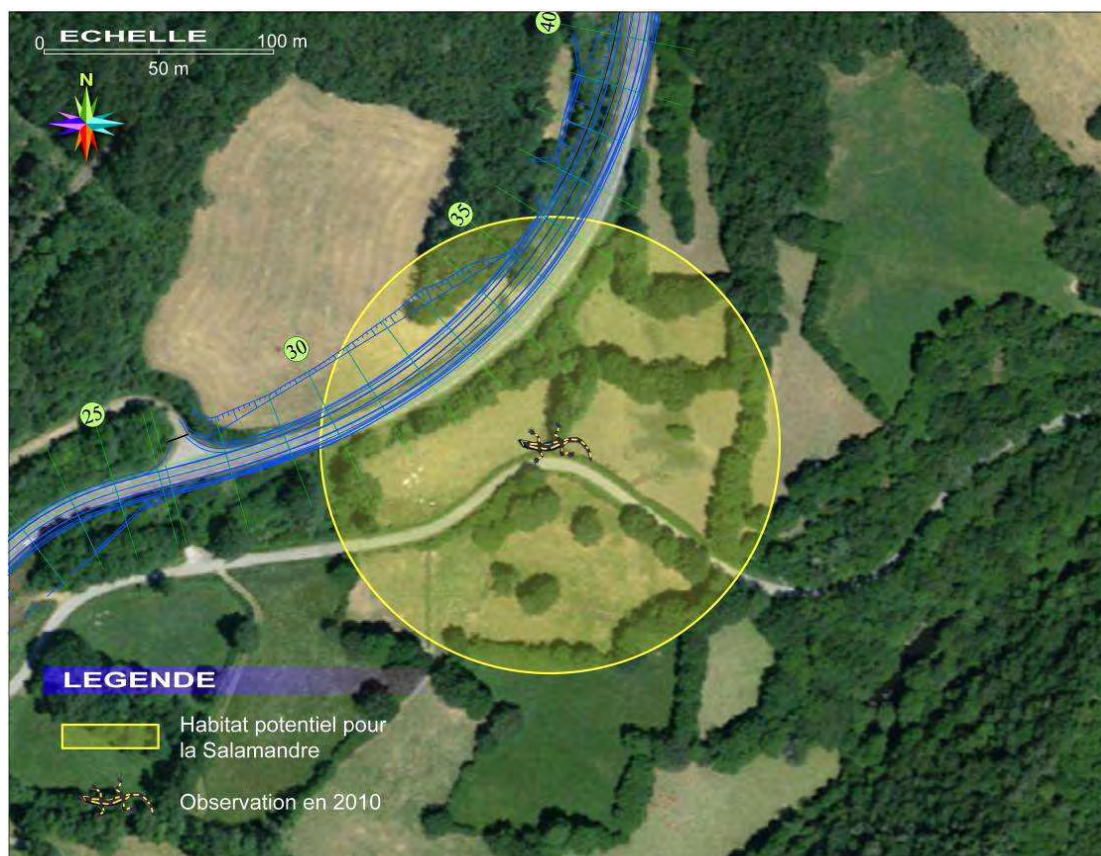 ECHELLE
0 100 m
50 m
N
40
35
30
25
LEGENDE
Habitat potentiel pour
la Salamandre
Observation en 2010